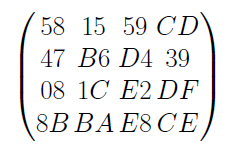 58 15 59 CD
47 B6 D4 39
08 1C E2 DF
8B BA E8 CE